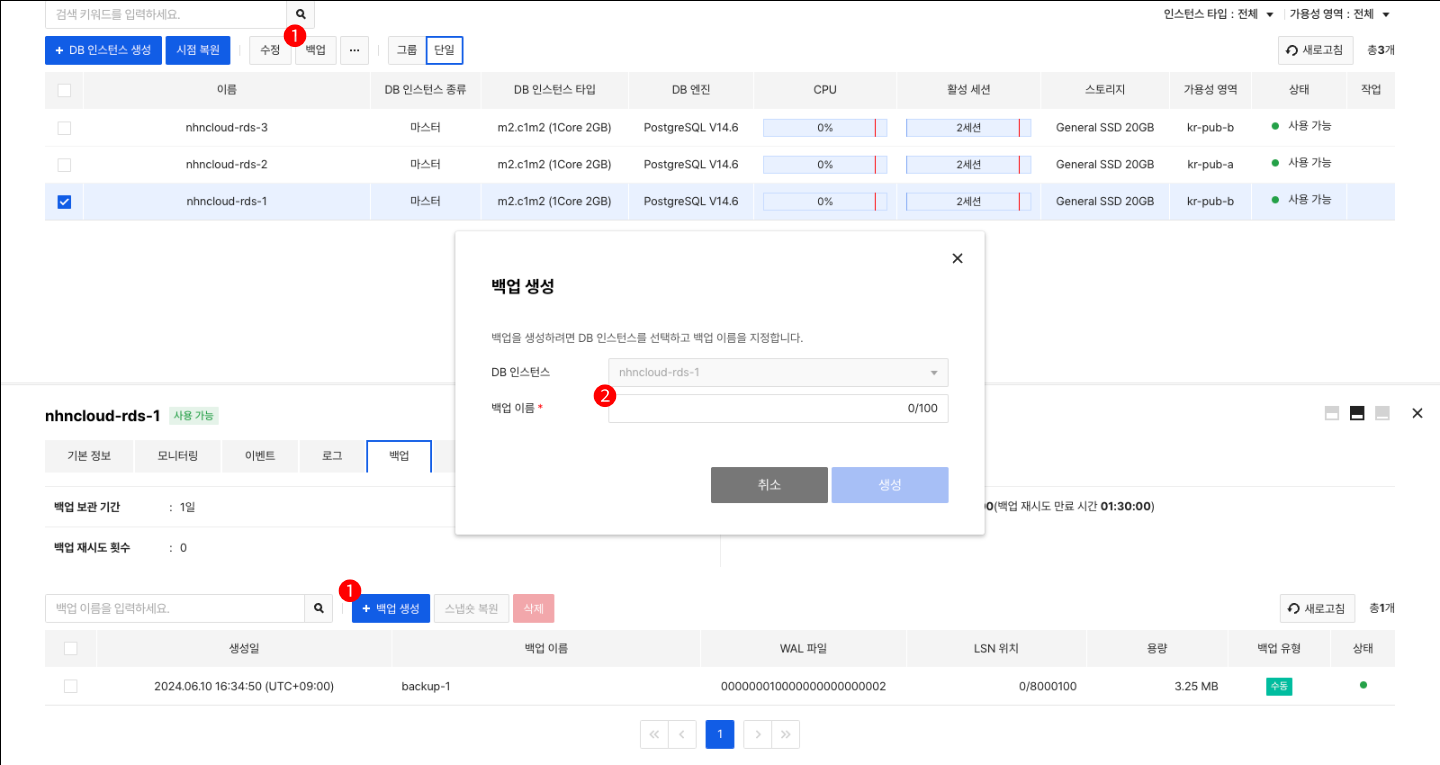 검색 키워드를 입력하세요.
인스턴스 타입 : 전체 가용성 영역 : 전체
1
+ DB 인스턴스 생성 시점 복원 수정 백업 ... 그룹 단일 새로고침 총3개
이름 DB 인스턴스 종류 DB 인스턴스 타입 DB 엔진 CPU 활성 세션 스토리지 가용성 영역 상태 작업
nhncloud-rds-3 마스터 m2.c1m2 (1Core 2GB) PostgreSQL V14.6 0% 2세션 General SSD 20GB kr-pub-b 사용 가능
nhncloud-rds-2 마스터 m2.c1m2 (1Core 2GB) PostgreSQL V14.6 0% 2세션 General SSD 20GB kr-pub-a 사용 가능
nhncloud-rds-1 마스터 m2.c1m2 (1Core 2GB) PostgreSQL V14.6 0% 2세션 General SSD 20GB kr-pub-b 사용 가능
백업 생성
백업을 생성하려면 DB 인스턴스를 선택하고 백업 이름을 지정합니다.
DB 인스턴스 nhncloud-rds-1
2
백업 이름 * 0/100
취소 생성
nhncloud-rds-1 사용 가능
기본 정보 모니터링 이벤트 로그 백업
백업 보관 기간 : 1일 0(백업 재시도 만료 시간 01:30:00)
백업 재시도 횟수 : 0
1
백업 이름을 입력하세요. + 백업 생성 스냅숏 복원 삭제 새로고침 총1개
생성일 백업 이름 WAL 파일 LSN 위치 용량 백업 유형 상태
2024.06.10 16:34:50 (UTC+09:00) backup-1 000000010000000000000002 0/8000100 3.25 MB 수동
1